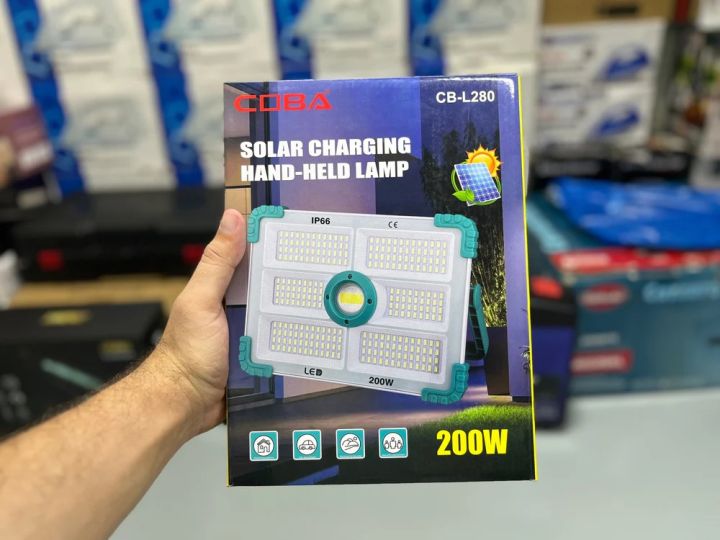 COBA
CB-L280
SOLAR CHARGING
HAND-HELD LAMP
IP66
CE
LED
200W
200W